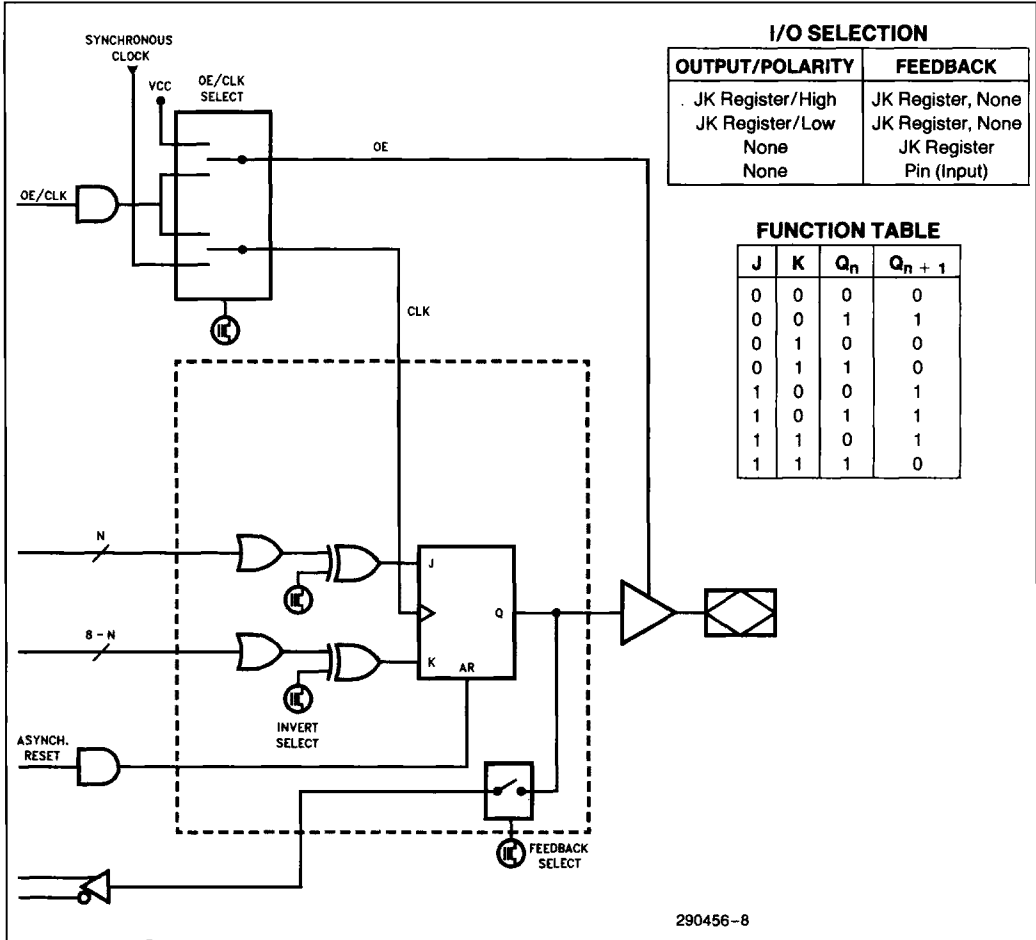 SYNCHRONOUS
CLOCK
VCC
OE/CLK
SELECT
OE
OE/CLK
CLK
I/O SELECTION
OUTPUT/POLARITY FEEDBACK
JK Register/High JK Register, None
JK Register/Low JK Register, None
None JK Register
None Pin (Input)
FUNCTION TABLE
J K Qn Qn + 1
0 0 0 0
0 0 1 1
0 1 0 0
0 1 1 0
1 0 0 1
1 0 1 1
1 1 0 1
1 1 1 0
N
J
Q
8 - N
K
AR
INVERT
SELECT
ASYNCH.
RESET
FEEDBACK
SELECT
290456-8